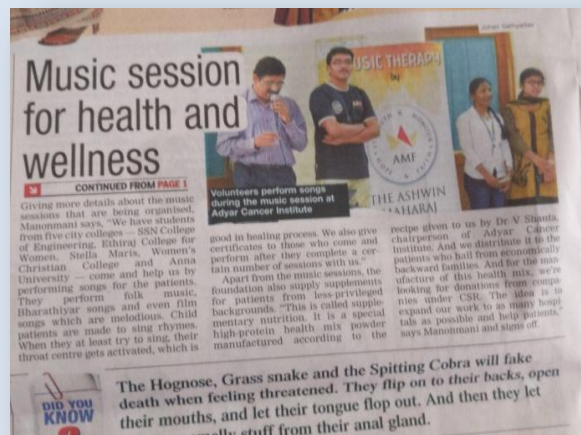 Music session
for health and
wellness
CONTINUED FROM PAGE 1
Giving more details about the music
sessions that are being organised,
Manonmani says, "We have students
from five city colleges — SSN College
of Engineering, Ethiraj College for
Women, Stella Maris, Women's
Christian College and Anna
University — come and help us by
performing songs for the patients.
They perform folk music,
Bharathiyar songs and even film
songs which are melodious. Child
patients are made to sing rhymes.
When they at least try to sing, their
throat centre gets activated, which is
MUSIC THERAPY
by
AMF
THE ASHWIN
MAHARAJ
Volunteers perform songs
during the music session at
Adyar Cancer Institute
good in healing process. We also give
certificates to those who come and
perform after they complete a cer-
tain number of sessions with us."
Apart from the music sessions, the
foundation also supply supplements
for patients from less-privileged
backgrounds. "This is called supple-
mentary nutrition. It is a special
high-protein health mix powder
manufactured according to the
recipe given to us by Dr V Shanta,
chairperson of Adyar Cancer
Institute. And we distribute it to the
patients who hail from economically
backward families. And for the man-
ufacture of this health mix, we're
looking for donations from compa-
nies under CSR. The idea is to
expand our work to as many hospi-
tals as possible and help patients,"
says Manonmani and signs off.
DID YOU
KNOW
The Hognose, Grass snake and the Spitting Cobra will fake
death when feeling threatened. They flip on to their backs, open
their mouths, and let their tongue flop out. And then they let
stuff from their anal gland.